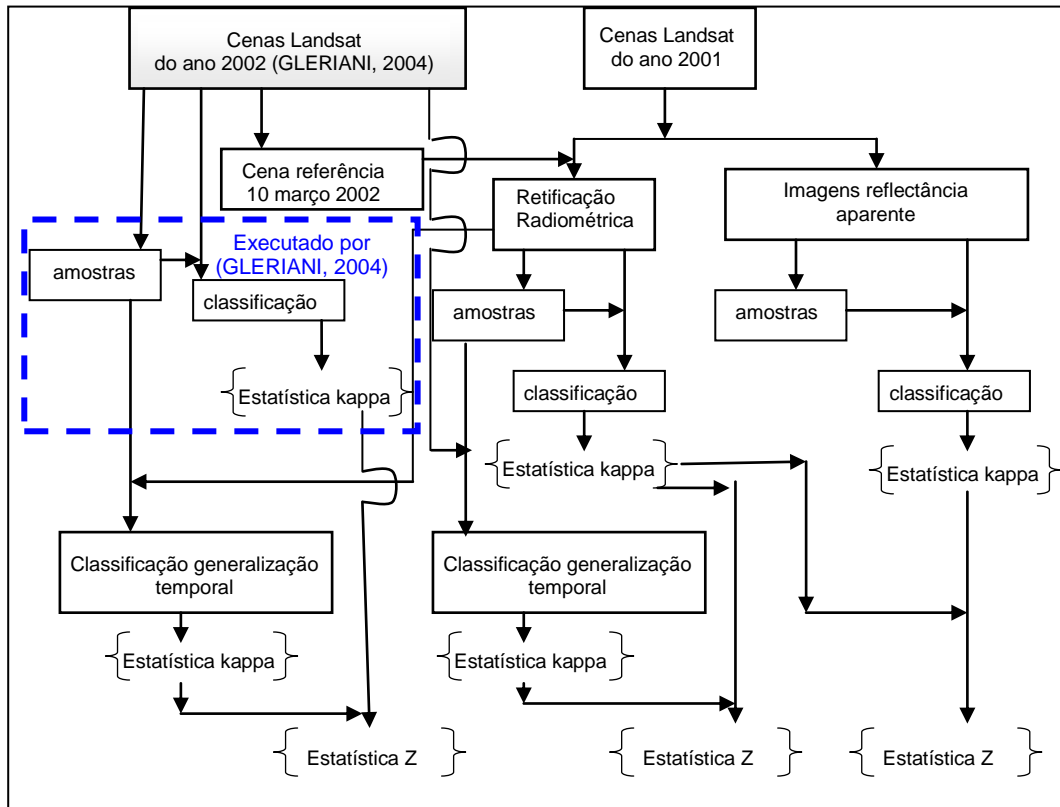 Cenas Landsat
do ano 2002 (GLERIANI, 2004)
Cenas Landsat
do ano 2001
Cena referência
10 março 2002
Retificação
Radiométrica
Imagens reflectância
aparente
Executado por
(GLERIANI, 2004)
amostras
classificação
amostras
amostras
Estatística kappa
classificação
classificação
Estatística kappa
Estatística kappa
Classificação generalização
temporal
Classificação generalização
temporal
Estatística kappa
Estatística kappa
Estatística Z
Estatística Z
Estatística Z